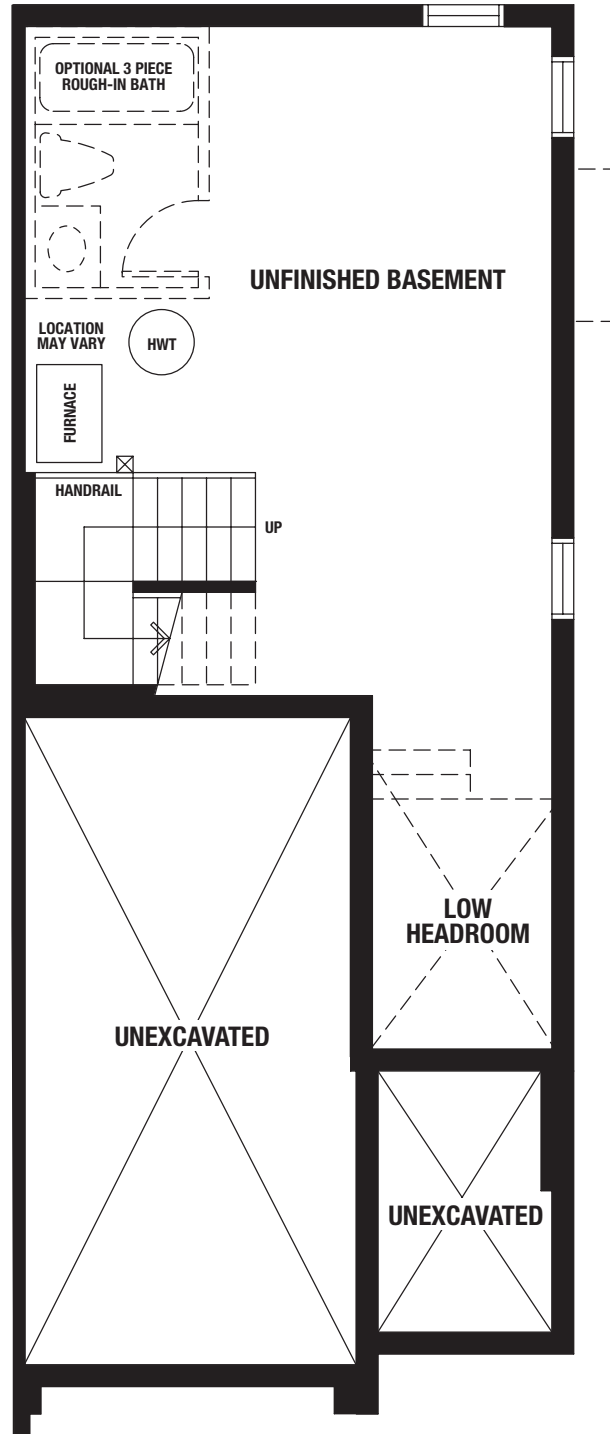 OPTIONAL 3 PIECE
ROUGH-IN BATH
UNFINISHED BASEMENT
LOCATION
MAY VARY
HWT
FURNACE
HANDRAIL
UP
LOW
HEADROOM
UNEXCAVATED
UNEXCAVATED